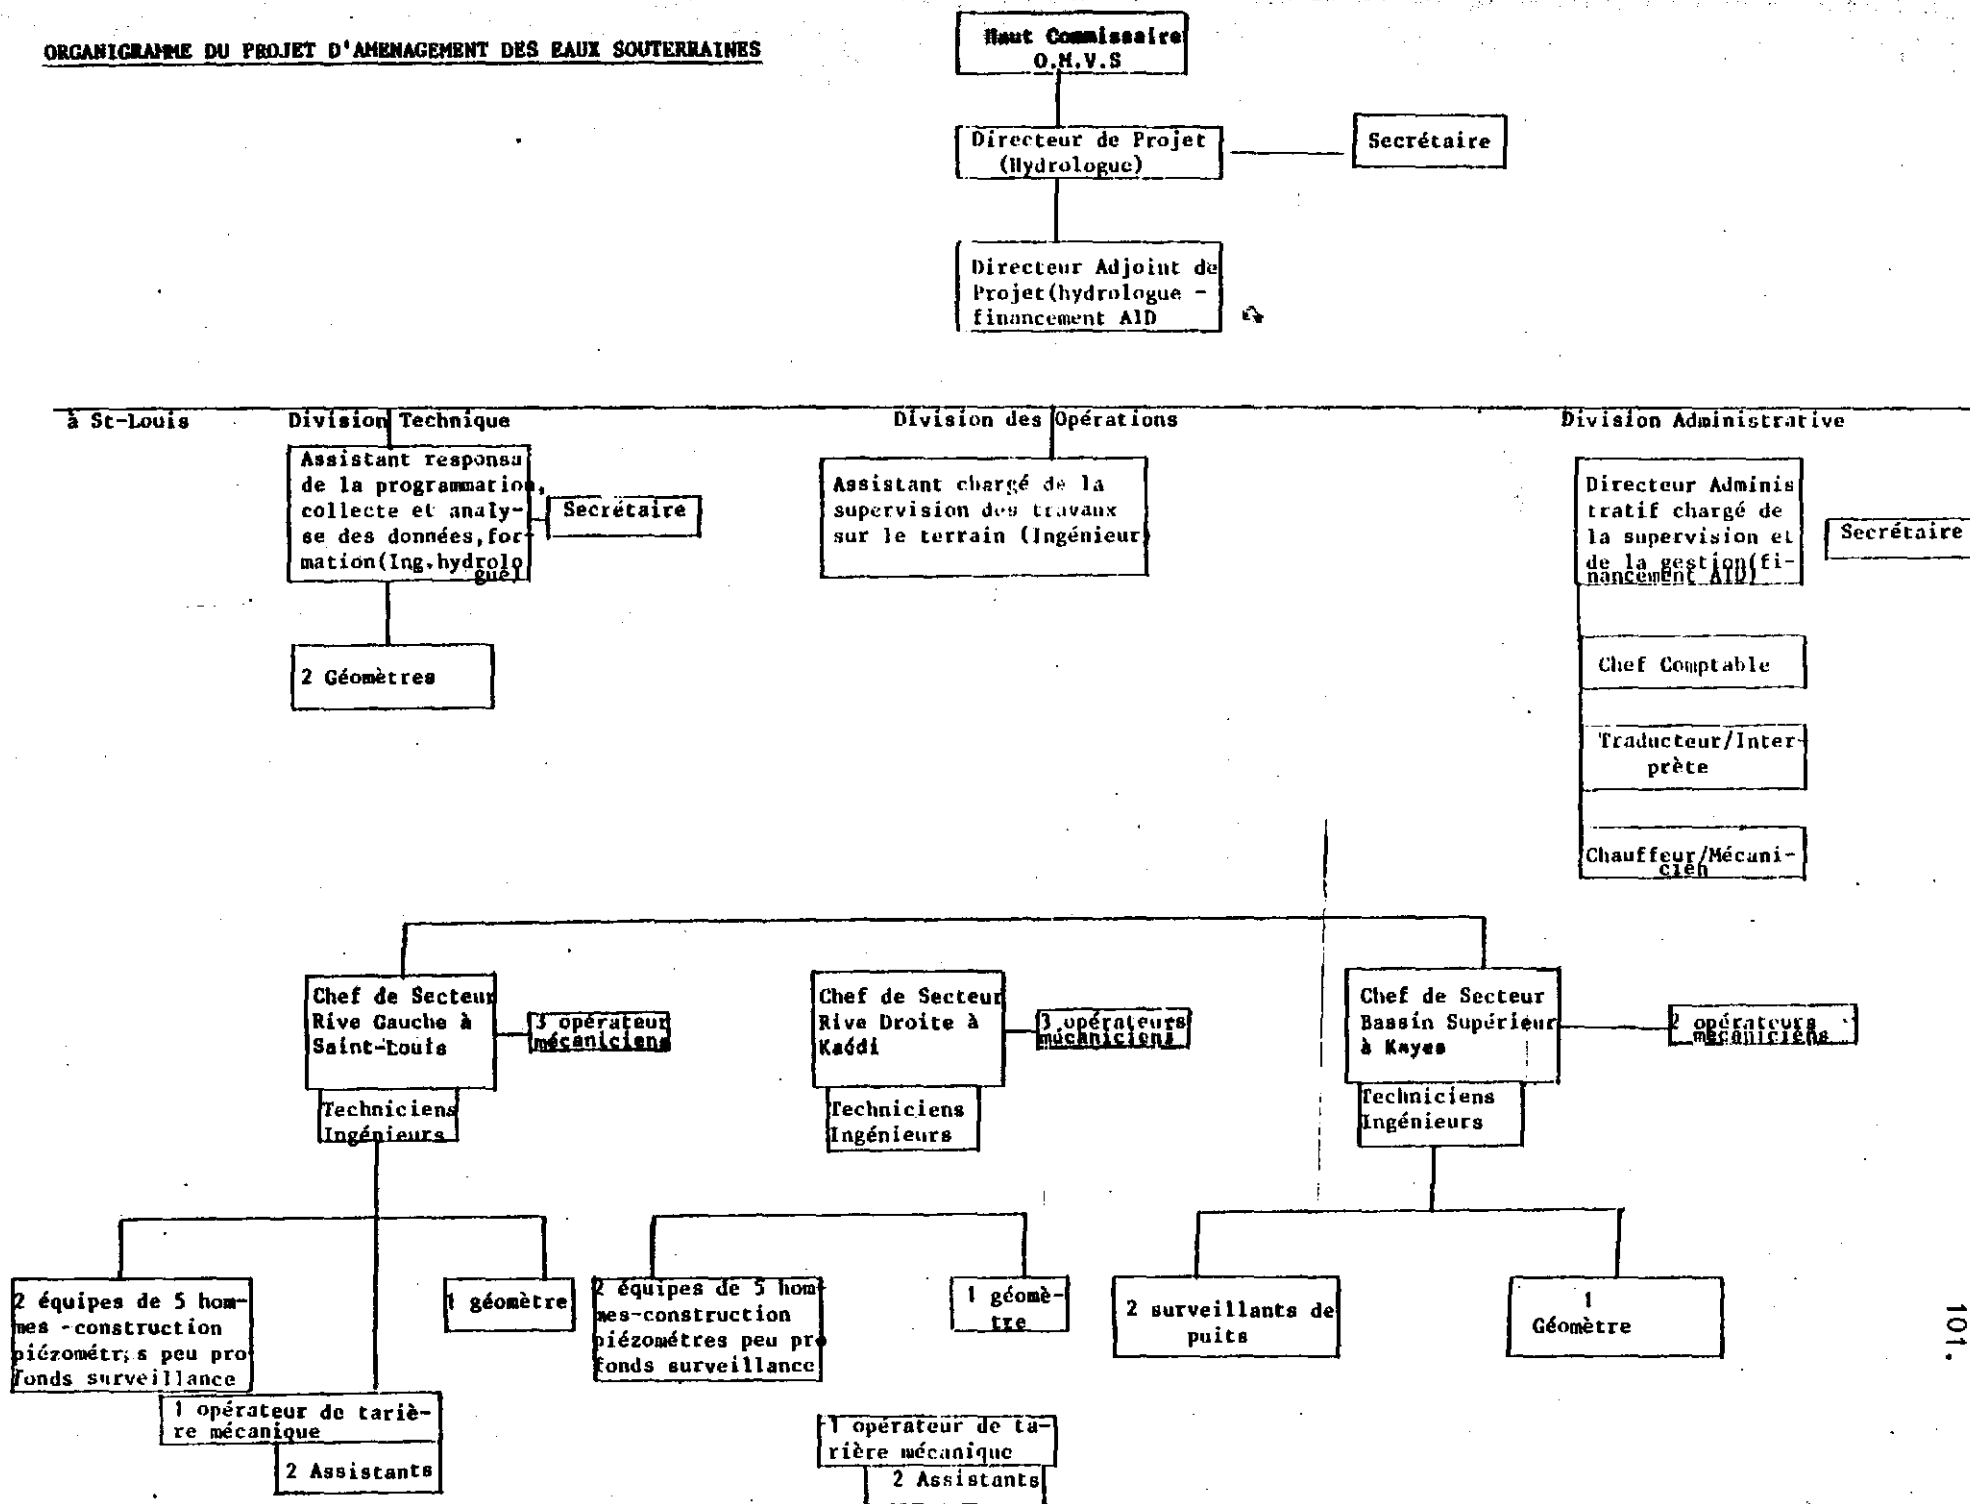 ORGANIGRAMME DU PROJET D'AMENAGEMENT DES EAUX SOUTERRAINES
Haut Commissaire
O.M.V.S
Directeur de Projet
(Hydrologue)
Secrétaire
Directeur Adjoint de
Projet(hydrologue -
financement AID
à St-Louis
Division Technique
Division des Opérations
Division Administrative
Assistant responsa
de la programmation,
collecte et analy-
se des données,for-
mation(Ing.hydrolo
gue)
Secrétaire
Assistant chargé de la
supervision des travaux
sur le terrain (Ingénieur)
Directeur Adminis
tratif chargé de
la supervision et
de la gestion(fi-
nancement AID)
Secrétaire
2 Géomètres
Chef Comptable
Traducteur/Inter-
prète
Chauffeur/Mécani-
cien
Chef de Secteur
Rive Gauche à
Saint-Louis
3 opérateur
mécaniciens
Techniciens
Ingénieurs
Chef de Secteur
Rive Droite à
Kaédi
3 opérateurs
mécaniciens
Techniciens
Ingénieurs
Chef de Secteur
Bassin Supérieur
à Kayes
2 opérateurs
mécaniciens
Techniciens
Ingénieurs
2 équipes de 5 hom-
mes -construction
piézométres peu pro
fonds surveillance
1 géomètre
1 opérateur de tariè-
re mécanique
2 Assistants
2 équipes de 5 hom-
mes-construction
piézométres peu pro
fonds surveillance
1 géomè-
tre
1 opérateur de ta-
rière mécanique
2 Assistants
2 surveillants de
puits
1
Géomètre
101.